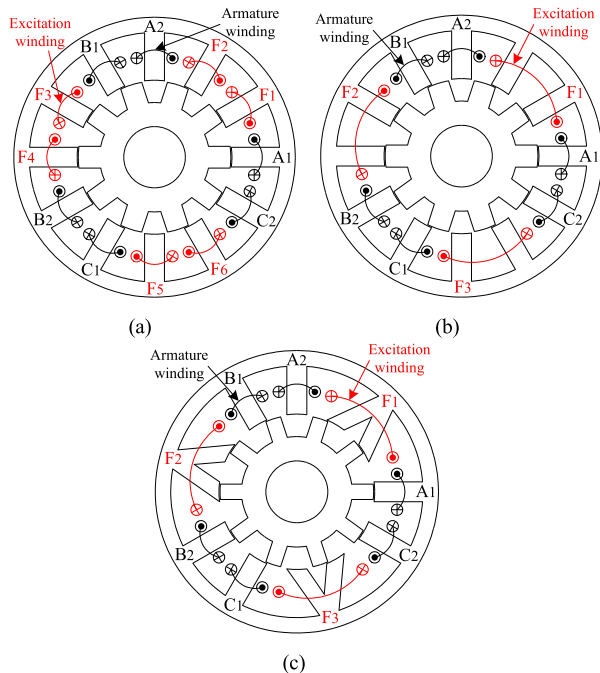 (a)
Excitation
winding
Armature
winding
A2
B1
F2
F3
F1
F4
A1
B2
C2
C1
F6
F5
(b)
Armature
winding
Excitation
winding
A2
B1
F2
F1
A1
B2
C2
C1
F3
(c)
Armature
winding
Excitation
winding
A2
B1
F1
F2
A1
B2
C2
C1
F3